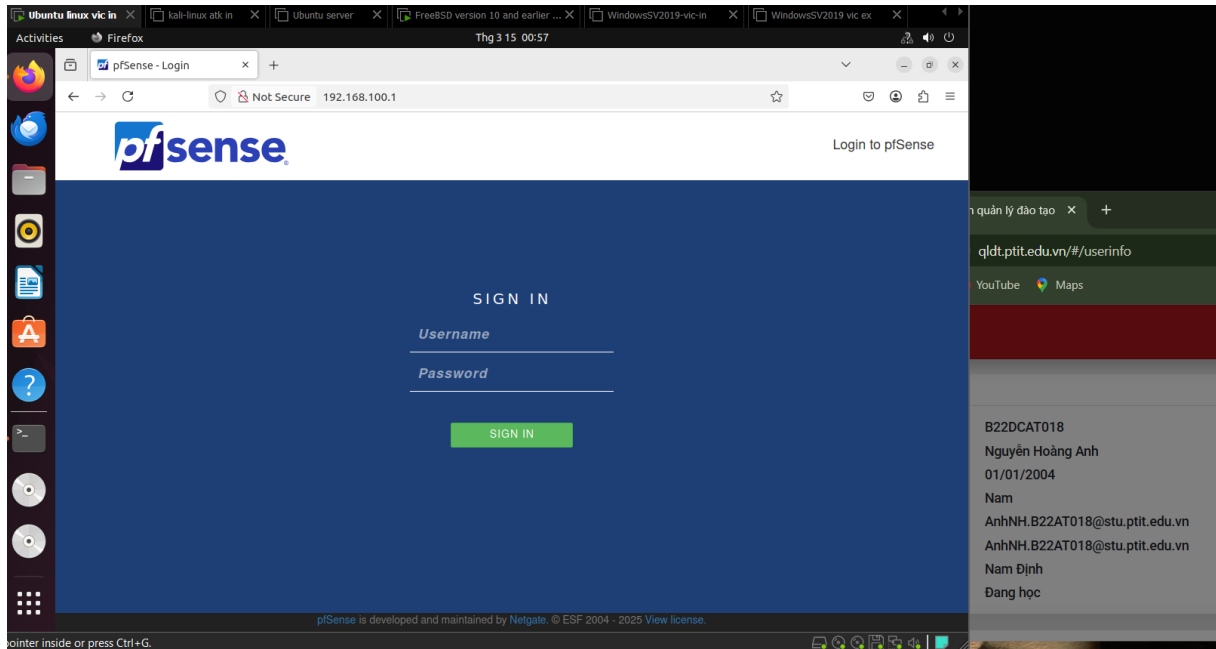 Ubuntu linux vic in
kali-linux atk in
Ubuntu server
FreeBSD version 10 and earlier ...
WindowsSV2019-vic-in
WindowsSV2019 vic ex
Activities
Firefox
Thg 3 15 00:57
pfSense - Login
Not Secure
192.168.100.1
pfsense
Login to pfSense
SIGN IN
Username
Password
SIGN IN
pfSense is developed and maintained by Netgate. © ESF 2004 - 2025 View license.
pointer inside or press Ctrl+G.
quản lý đào tạo
qldt.ptit.edu.vn/#/userinfo
YouTube
Maps
B22DCAT018
Nguyễn Hoàng Anh
01/01/2004
Nam
AnhNH.B22AT018@stu.ptit.edu.vn
AnhNH.B22AT018@stu.ptit.edu.vn
Nam Định
Đang học